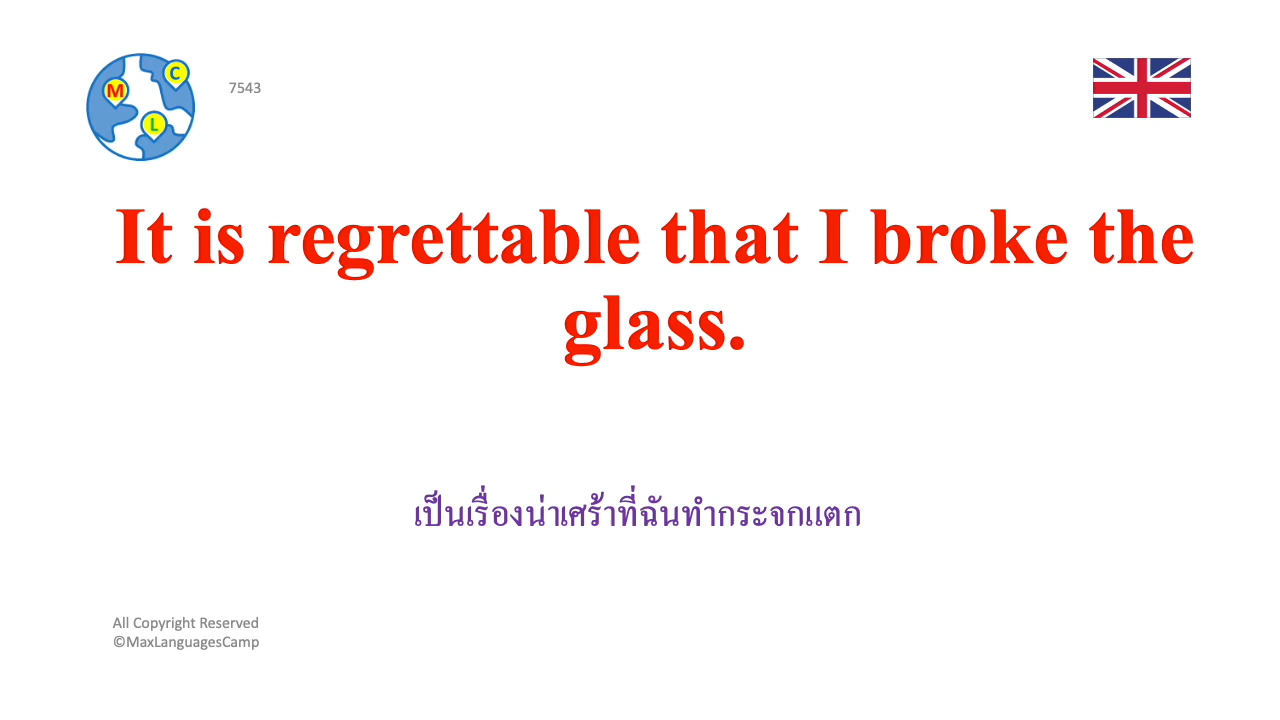 M
C
L
7543
It is regrettable that I broke the
glass.
เป็นเรื่องน่าเศร้าที่ฉันทำกระจกแตก
All Copyright Reserved
©MaxLanguagesCamp